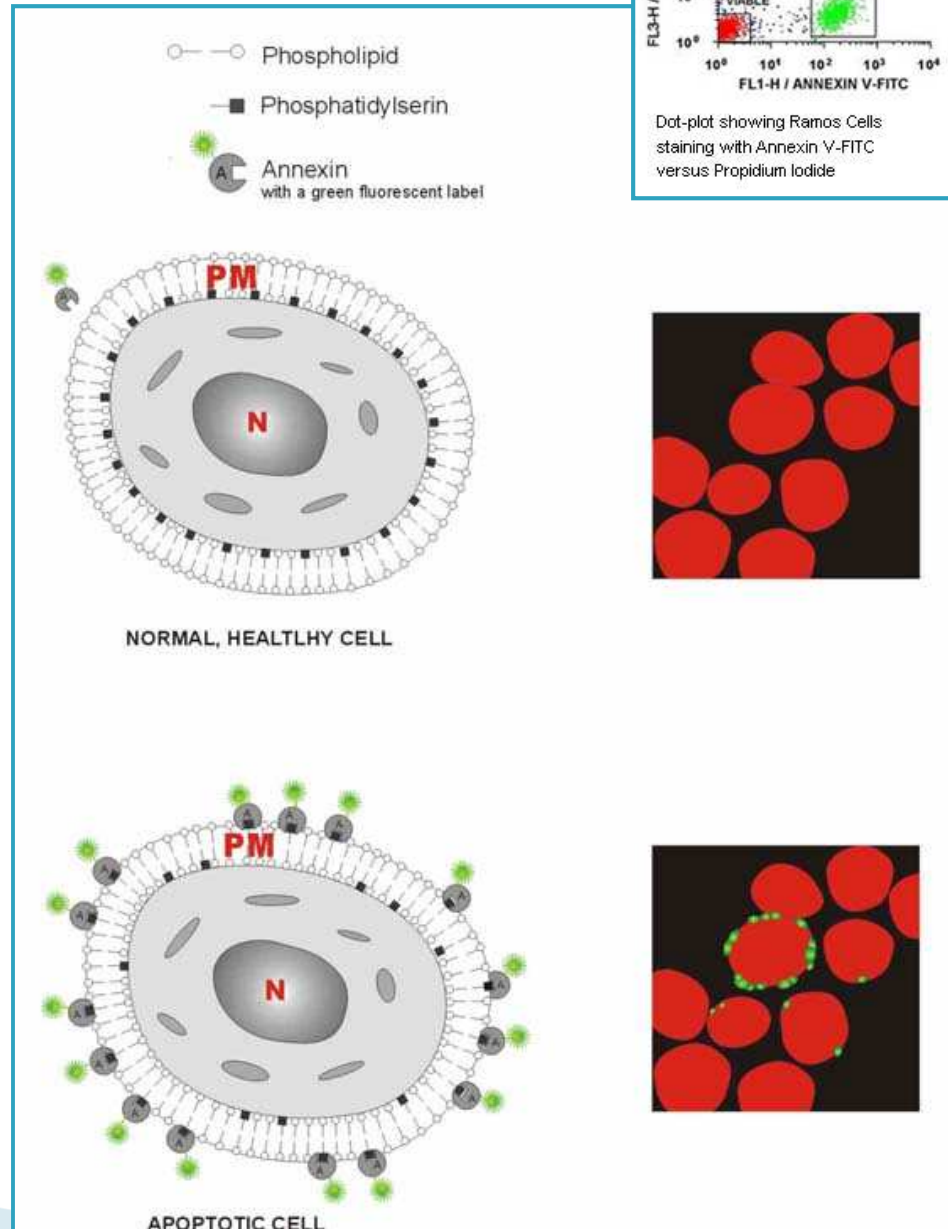 Phospholipid
Phosphatidylserin
A
Annexin
with a green fluorescent label
VIABLE
FL3-H /
10⁰
10⁰ 10¹ 10² 10³ 10⁴
FL1-H / ANNEXIN V-FITC
Dot-plot showing Ramos Cells
staining with Annexin V-FITC
versus Propidium Iodide
A
PM
N
NORMAL, HEALTLHY CELL
A A A
PM
A A
A A
A A
A A
A A
A A
A A
N
APOPTOTIC CELL